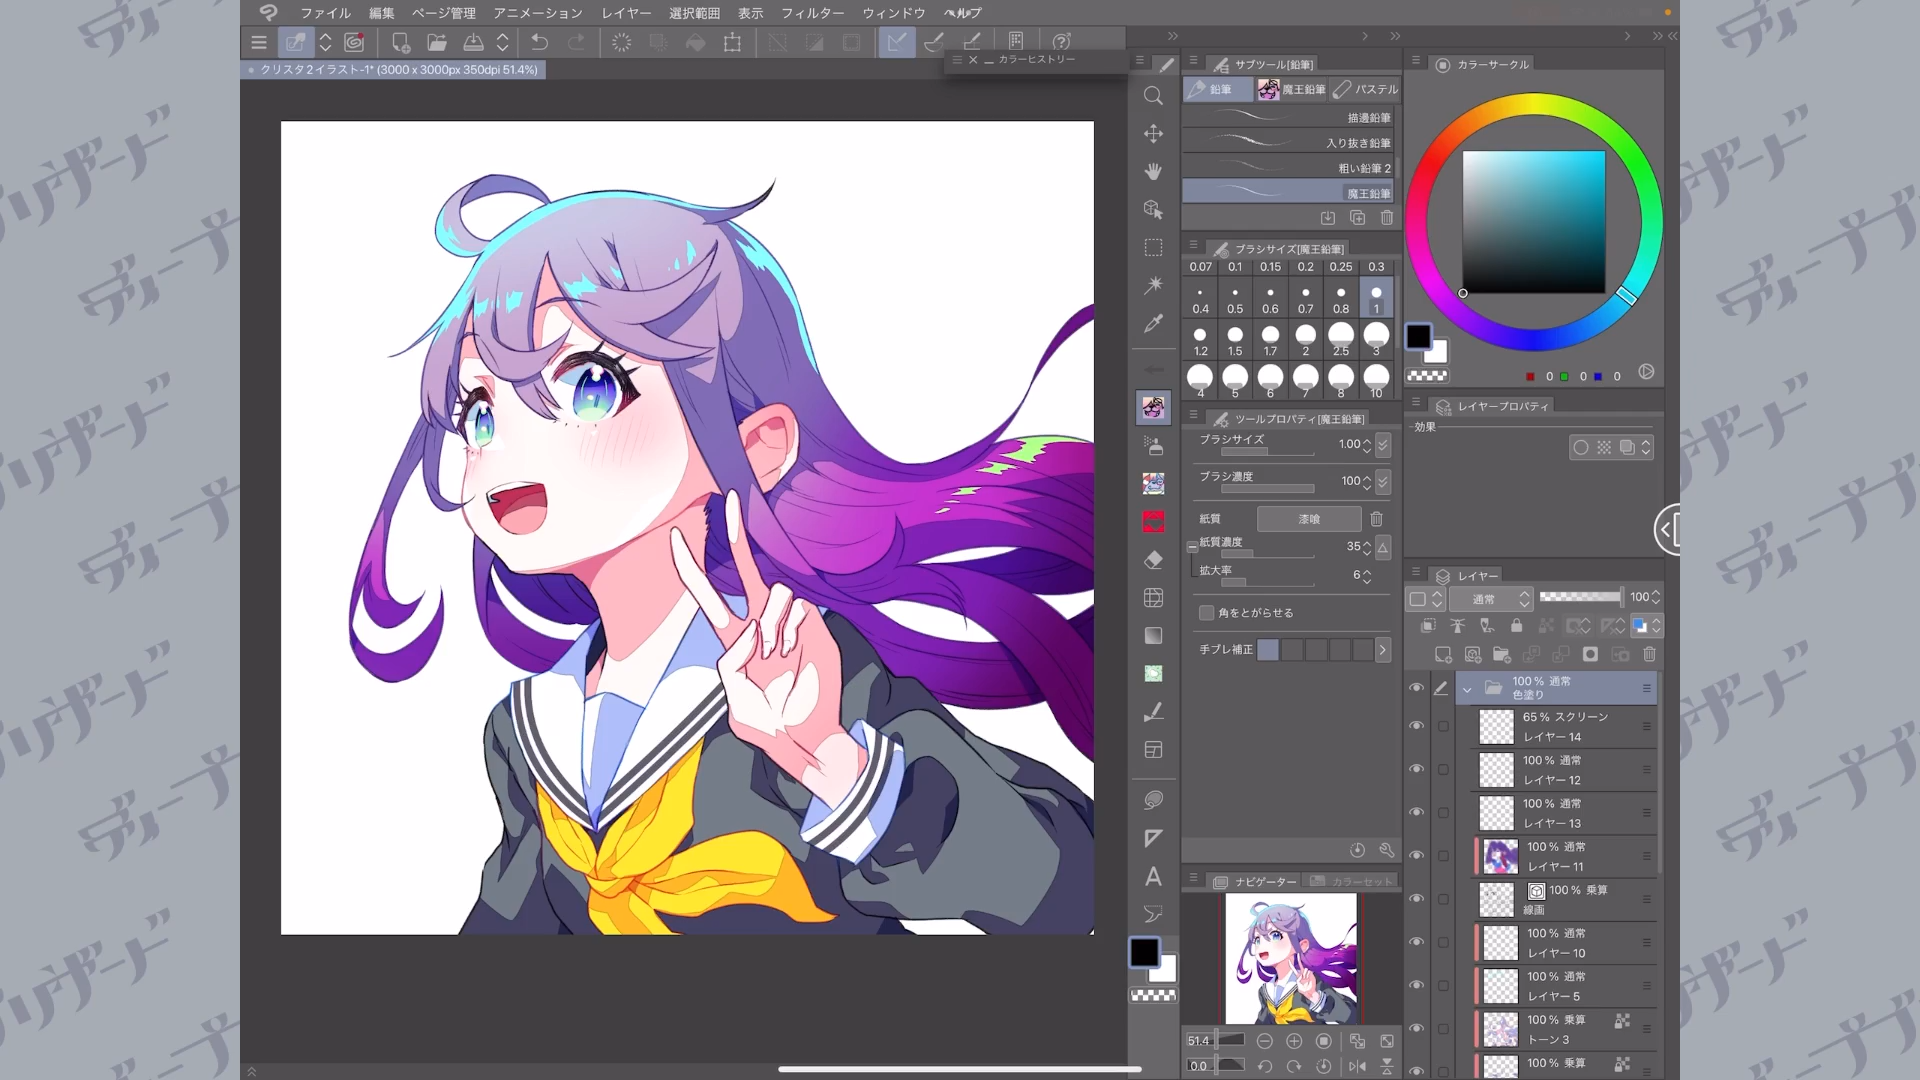 ファイル 編集 ページ管理 アニメーション レイヤー 選択範囲 表示 フィルター ウィンドウ ヘルプ
クリスタ２イラスト-1* (3000 x 3000px 350dpi 51.4%)
カラーヒストリー
サブツール[鉛筆]
鉛筆 魔王鉛筆 パステル
描邊鉛筆
入り抜き鉛筆
粗い鉛筆 2
魔王鉛筆
ブラシサイズ[魔王鉛筆]
0.07 0.1 0.15 0.2 0.25 0.3
0.4 0.5 0.6 0.7 0.8 1
1.2 1.5 1.7 2 2.5 3
4 5 6 7 8 10
ツールプロパティ[魔王鉛筆]
ブラシサイズ 1.00
ブラシ濃度 100
紙質 漆喰
紙質濃度 35
拡大率 6
角をとがらせる
手ブレ補正
ナビゲーター カラーセット
51.4
0.0
カラーサークル
0 0 0
レイヤープロパティ
効果
レイヤー
通常 100
100 % 通常
色塗り
65 % スクリーン
レイヤー 14
100 % 通常
レイヤー 12
100 % 通常
レイヤー 13
100 % 通常
レイヤー 11
100 % 乗算
線画
100 % 通常
レイヤー 10
100 % 通常
レイヤー 5
100 % 乗算
トーン 3
100 % 乗算
ディープブリザード